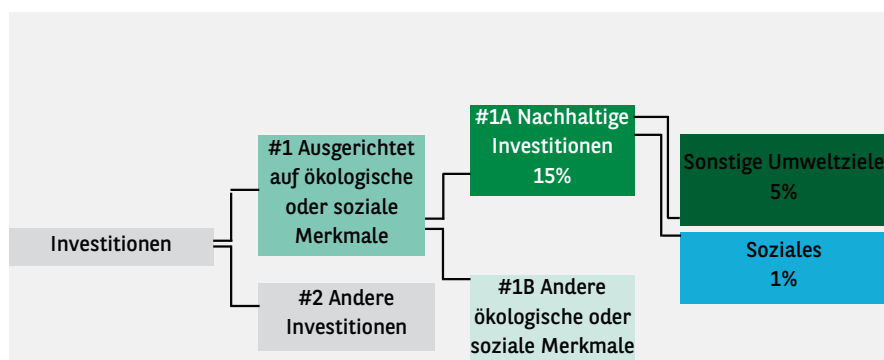 Investitionen
#1 Ausgerichtet
auf ökologische
oder soziale
Merkmale
#2 Andere
Investitionen
#1A Nachhaltige
Investitionen
15%
#1B Andere
ökologische oder
soziale Merkmale
Sonstige Umweltziele
5%
Soziales
1%